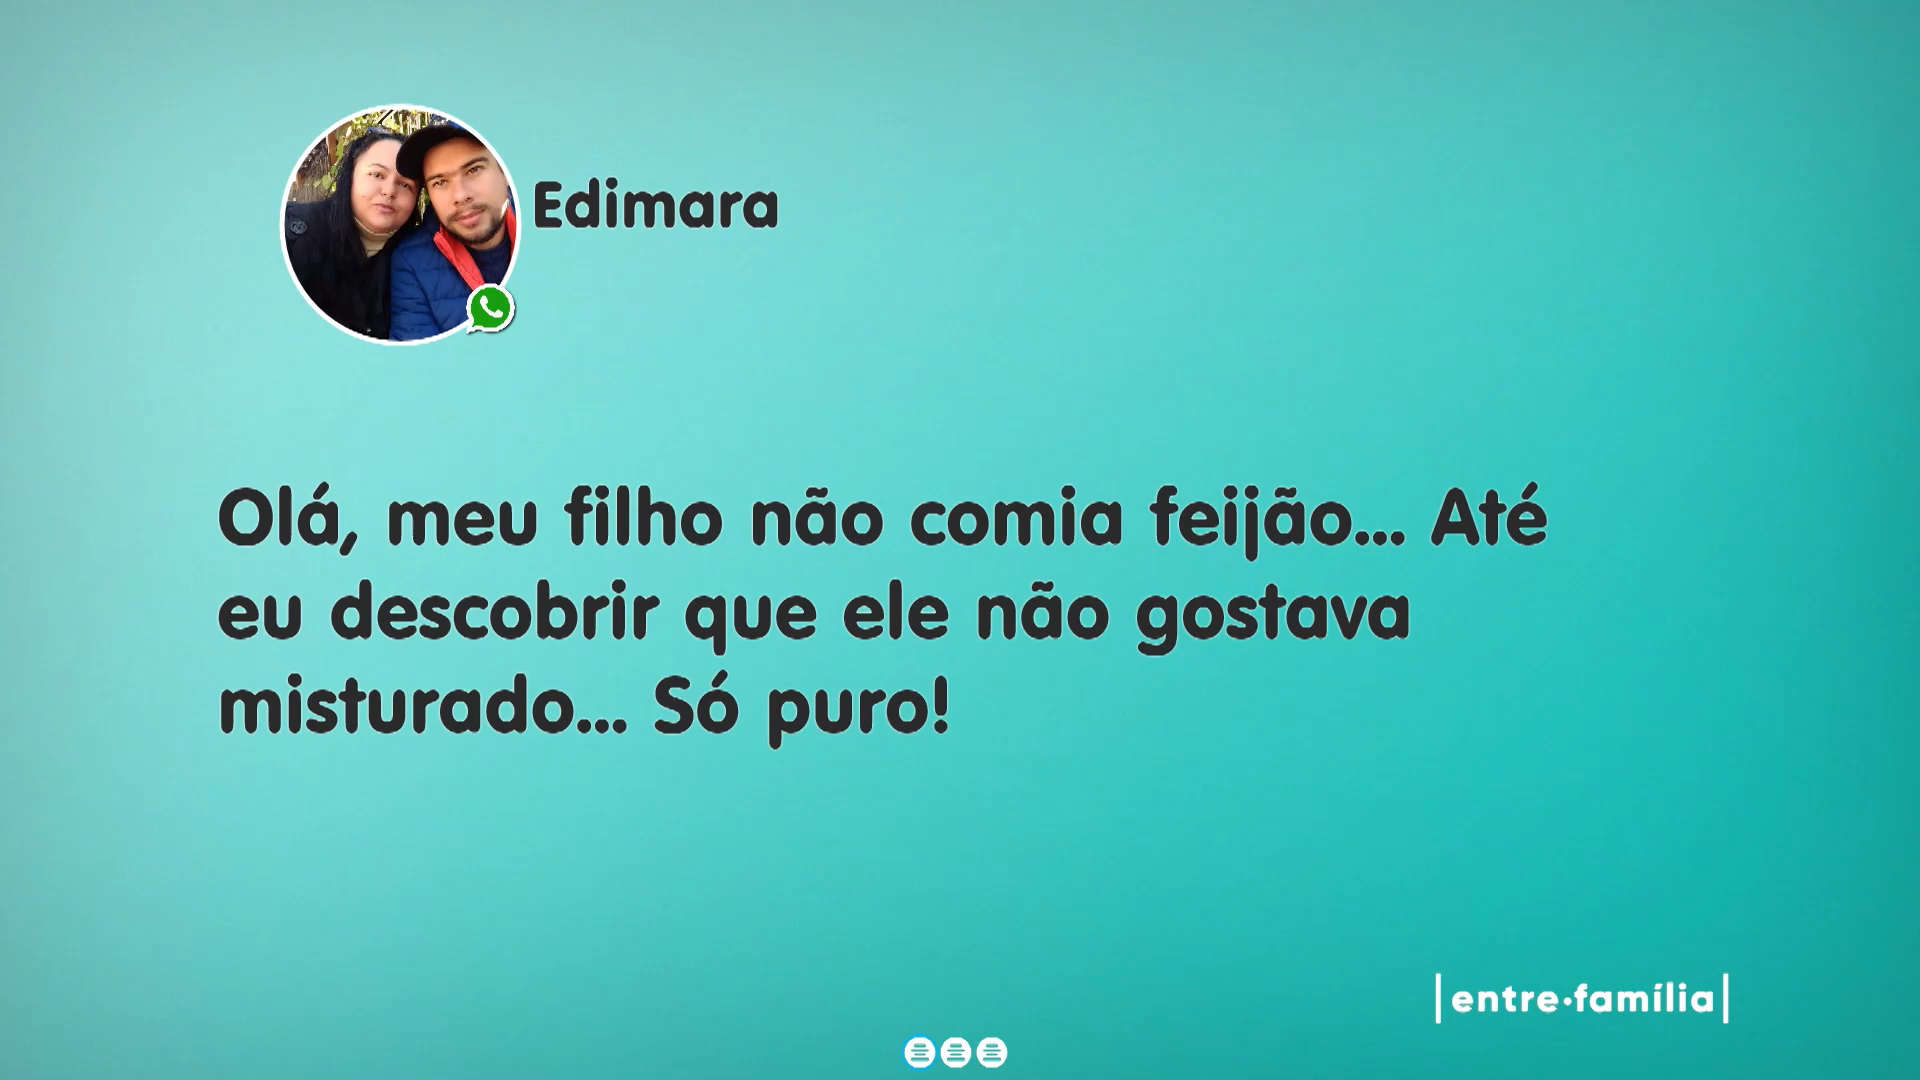 Edimara
Olá, meu filho não comia feijão... Até
eu descobrir que ele não gostava
misturado... Só puro!
|entre•família|